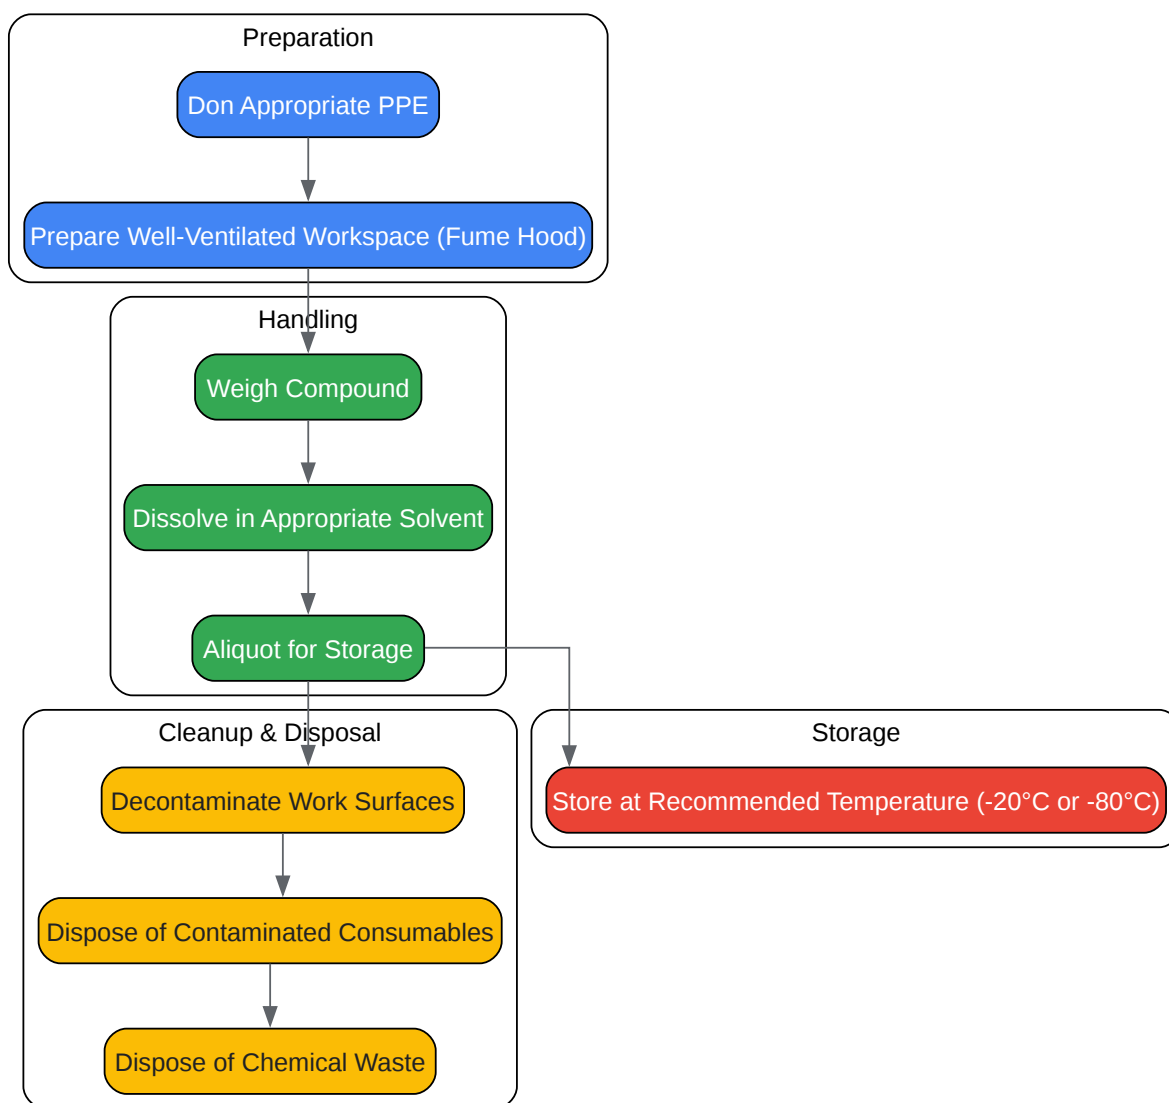 Preparation
Don Appropriate PPE
Prepare Well-Ventilated Workspace (Fume Hood)
Handling
Weigh Compound
Dissolve in Appropriate Solvent
Aliquot for Storage
Cleanup & Disposal
Decontaminate Work Surfaces
Dispose of Contaminated Consumables
Dispose of Chemical Waste
Storage
Store at Recommended Temperature (-20°C or -80°C)